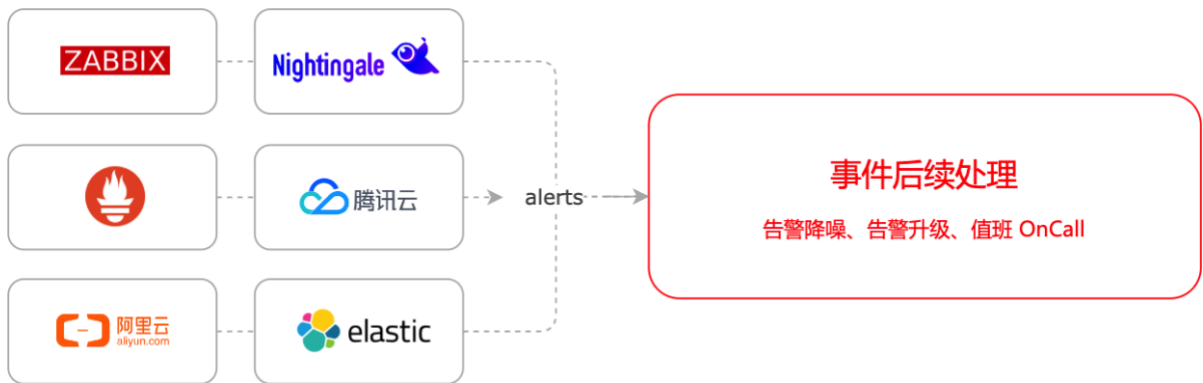 ZABBIX
Nightingale
腾讯云
阿里云
aliyun.com
elastic
alerts
事件后续处理
告警降噪、告警升级、值班 OnCall